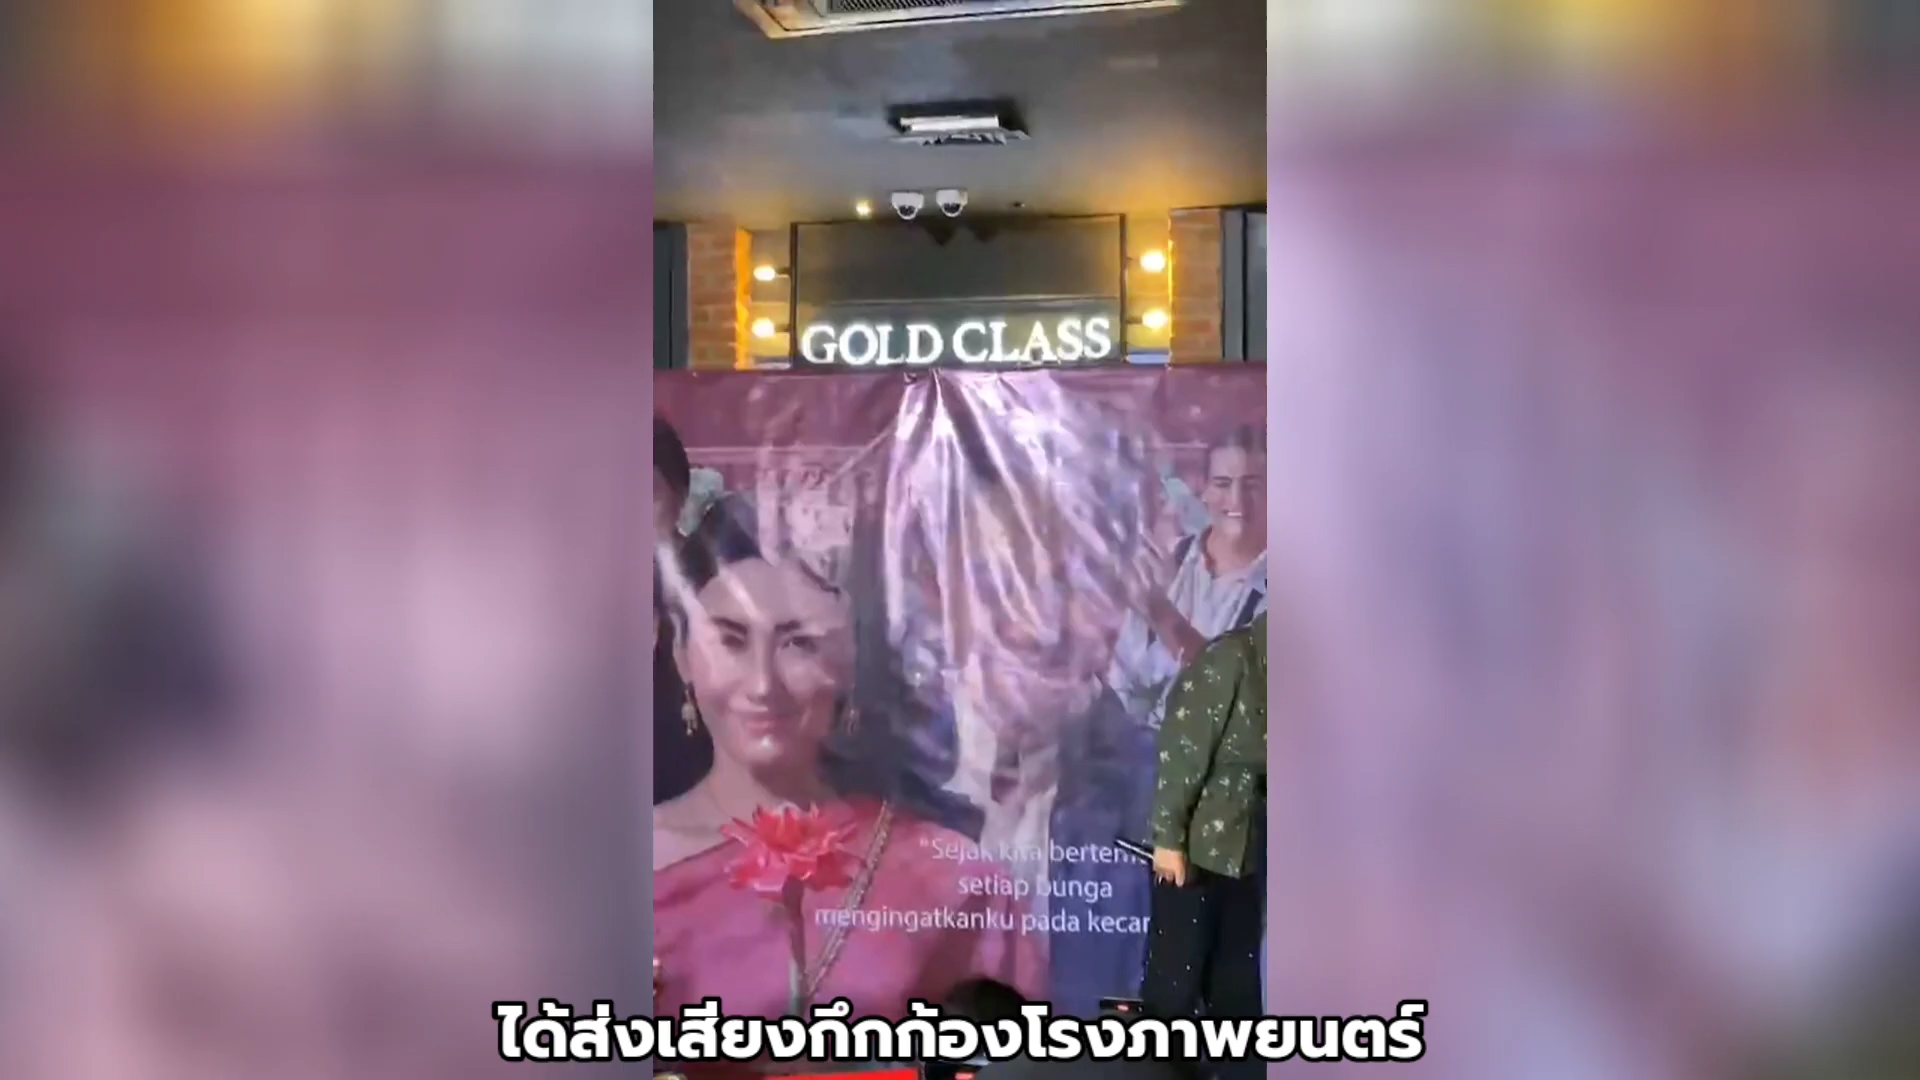 GOLD CLASS
"Sejak kita bertem
setiap bunga
mengingatkanku pada kecan
ได้ส่งเสียงกึกก้องโรงภาพยนตร์